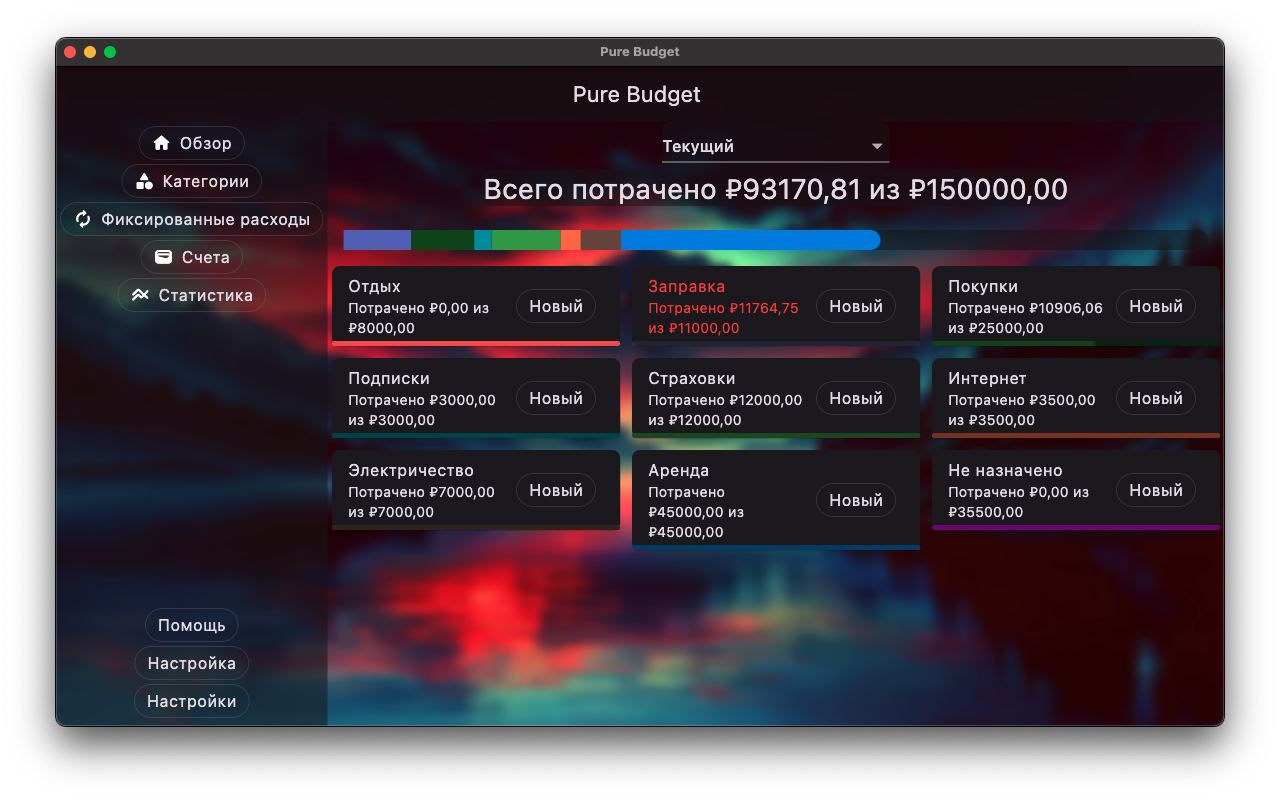 Pure Budget
Pure Budget
Обзор
Категории
Фиксированные расходы
Счета
Статистика
Помощь
Настройка
Настройки
Текущий
Всего потрачено ₽93170,81 из ₽150000,00
Отдых
Потрачено ₽0,00 из
₽8000,00
Новый
Заправка
Потрачено ₽11764,75
из ₽11000,00
Новый
Покупки
Потрачено ₽10906,06
из ₽25000,00
Новый
Подписки
Потрачено ₽3000,00
из ₽3000,00
Новый
Страховки
Потрачено ₽12000,00
из ₽12000,00
Новый
Интернет
Потрачено ₽3500,00
из ₽3500,00
Новый
Электричество
Потрачено ₽7000,00
из ₽7000,00
Новый
Аренда
Потрачено
₽45000,00 из
₽45000,00
Новый
Не назначено
Потрачено ₽0,00 из
₽35500,00
Новый